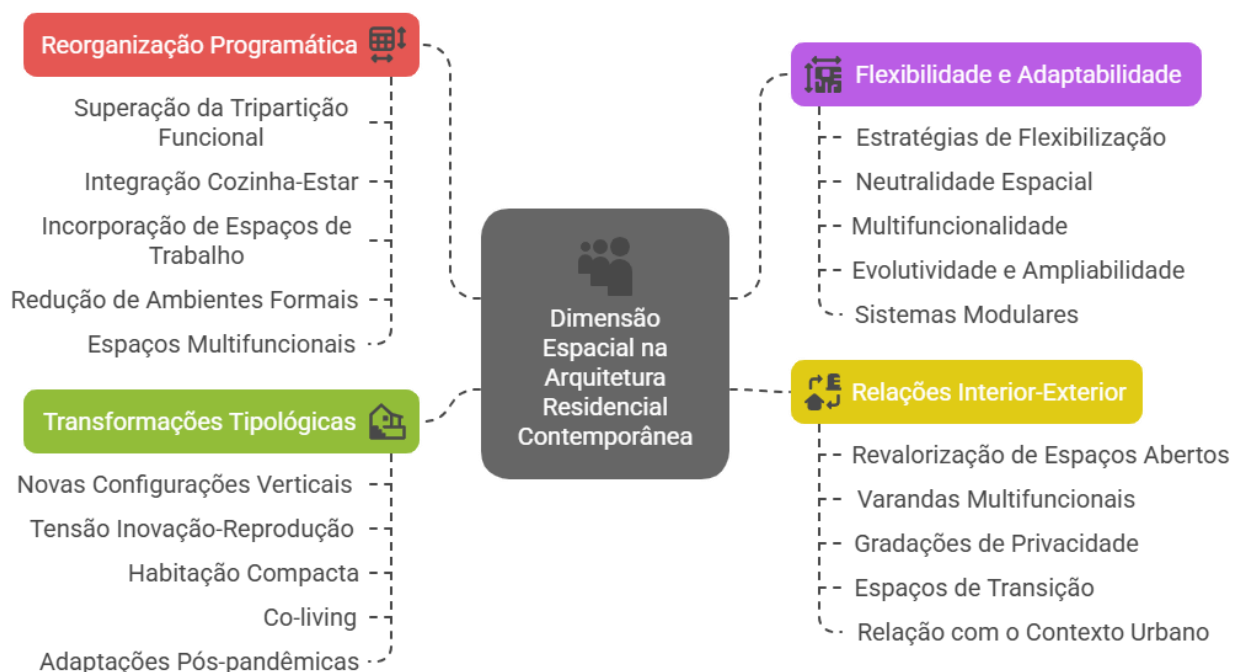 Reorganização Programática
Superação da Tripartição
Funcional
Integração Cozinha-Estar
Incorporação de Espaços de
Trabalho
Redução de Ambientes Formais
Espaços Multifuncionais
Transformações Tipológicas
Novas Configurações Verticais
Tensão Inovação-Reprodução
Habitação Compacta
Co-living
Adaptações Pós-pandêmicas
Dimensão
Espacial na
Arquitetura
Residencial
Contemporânea
Flexibilidade e Adaptabilidade
Estratégias de Flexibilização
Neutralidade Espacial
Multifuncionalidade
Evolutividade e Ampliabilidade
Sistemas Modulares
Relações Interior-Exterior
Revalorização de Espaços Abertos
Varandas Multifuncionais
Gradações de Privacidade
Espaços de Transição
Relação com o Contexto Urbano